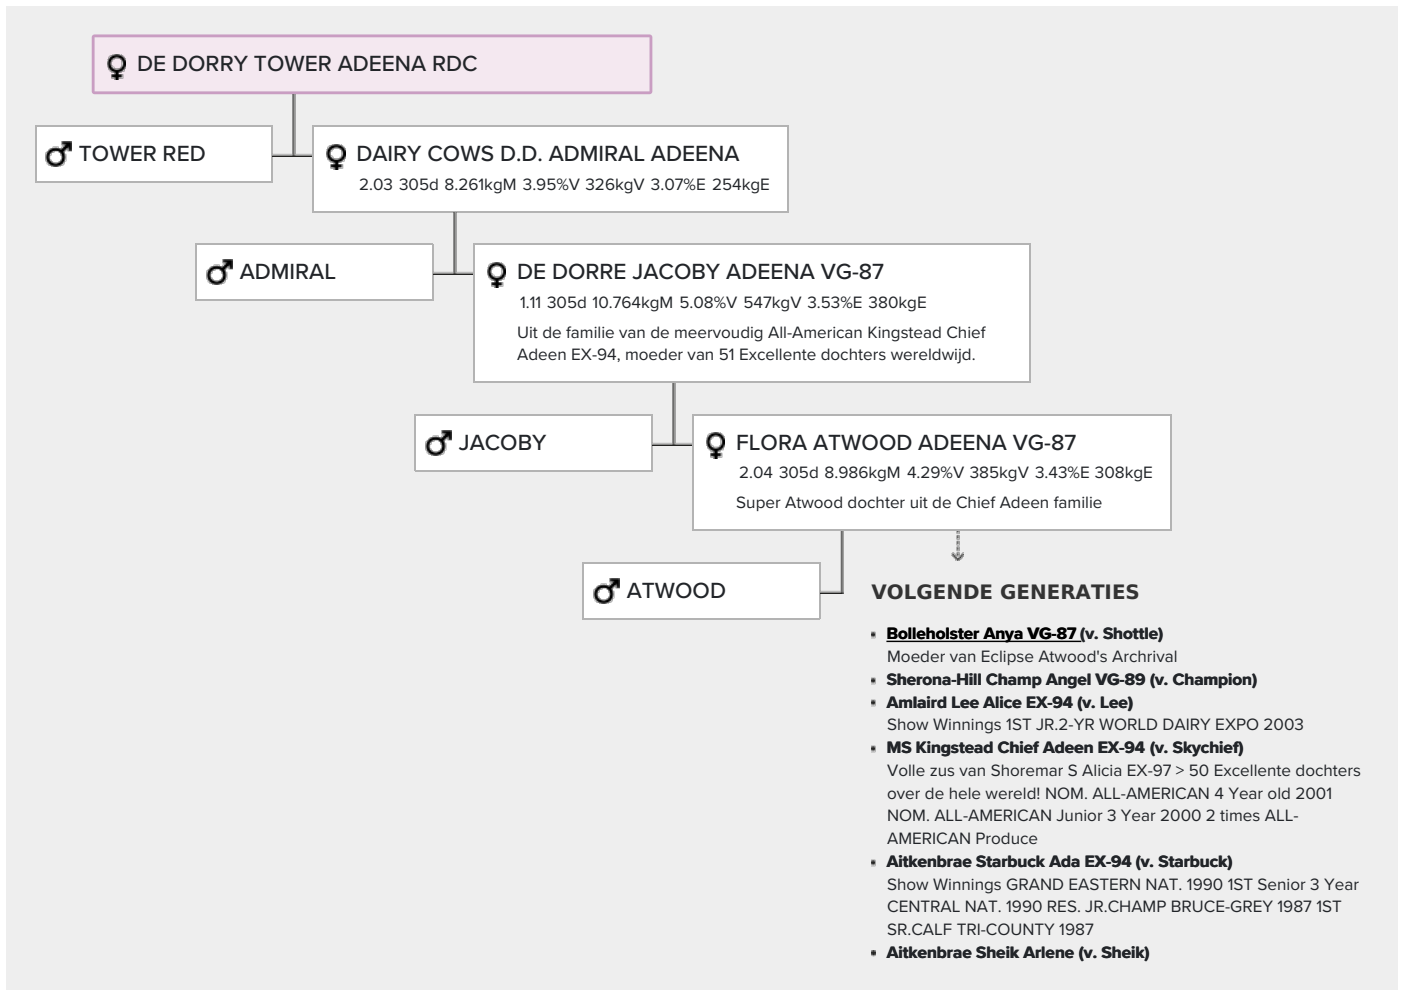 DE DORRY TOWER ADEENA RDC
TOWER RED
DAIRY COWS D.D. ADMIRAL ADEENA
2.03 305d 8.261kgM 3.95%V 326kgV 3.07%E 254kgE
ADMIRAL
DE DORRE JACOBY ADEENA VG-87
1.11 305d 10.764kgM 5.08%V 547kgV 3.53%E 380kgE
Uit de familie van de meervoudig All-American Kingstead Chief
Adeen EX-94, moeder van 51 Excellente dochters wereldwijd.
JACOBY
FLORA ATWOOD ADEENA VG-87
2.04 305d 8.986kgM 4.29%V 385kgV 3.43%E 308kgE
Super Atwood dochter uit de Chief Adeen familie
ATWOOD
VOLGENDE GENERATIES
Bolleholster Anya VG-87 (v. Shottle)
Moeder van Eclipse Atwood's Archrival
Sherona-Hill Champ Angel VG-89 (v. Champion)
Amlaird Lee Alice EX-94 (v. Lee)
Show Winnings 1ST JR.2-YR WORLD DAIRY EXPO 2003
MS Kingstead Chief Adeen EX-94 (v. Skychief)
Volle zus van Shoremar S Alicia EX-97 > 50 Excellente dochters
over de hele wereld! NOM. ALL-AMERICAN 4 Year old 2001
NOM. ALL-AMERICAN Junior 3 Year 2000 2 times ALL-
AMERICAN Produce
Aitkenbrae Starbuck Ada EX-94 (v. Starbuck)
Show Winnings GRAND EASTERN NAT. 1990 1ST Senior 3 Year
CENTRAL NAT. 1990 RES. JR.CHAMP BRUCE-GREY 1987 1ST
SR.CALF TRI-COUNTY 1987
Aitkenbrae Sheik Arlene (v. Sheik)